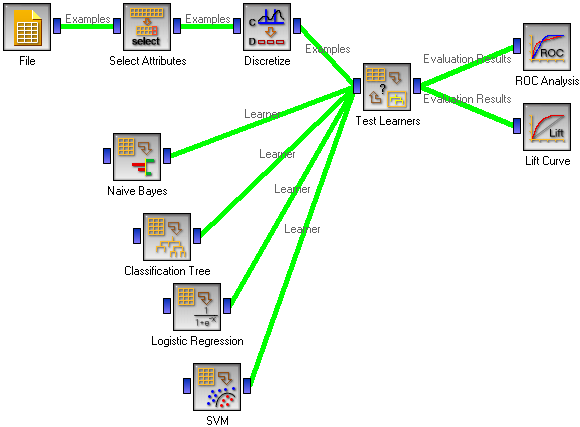 Examples
Examples
select
C
D
File
Select Attributes
Discretize
Examples
?
Test Learners
Evaluation Results
ROC
ROC Analysis
Evaluation Results
Lift
Lift Curve
Learner
Naive Bayes
Learner
Classification Tree
Learner
1
1+e^-x
Logistic Regression
Learner
SVM